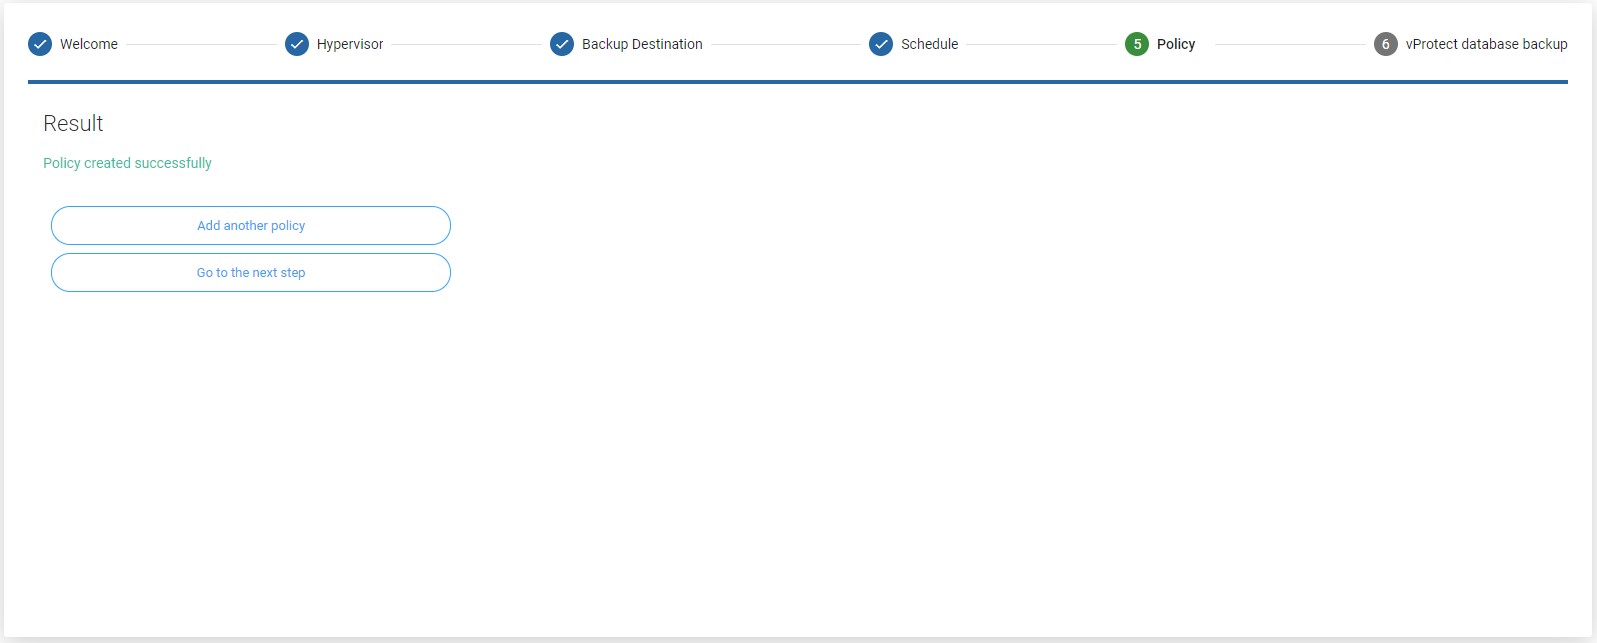 Welcome
Hypervisor
Backup Destination
Schedule
5 Policy
6 vProtect database backup
Result
Policy created successfully
Add another policy
Go to the next step